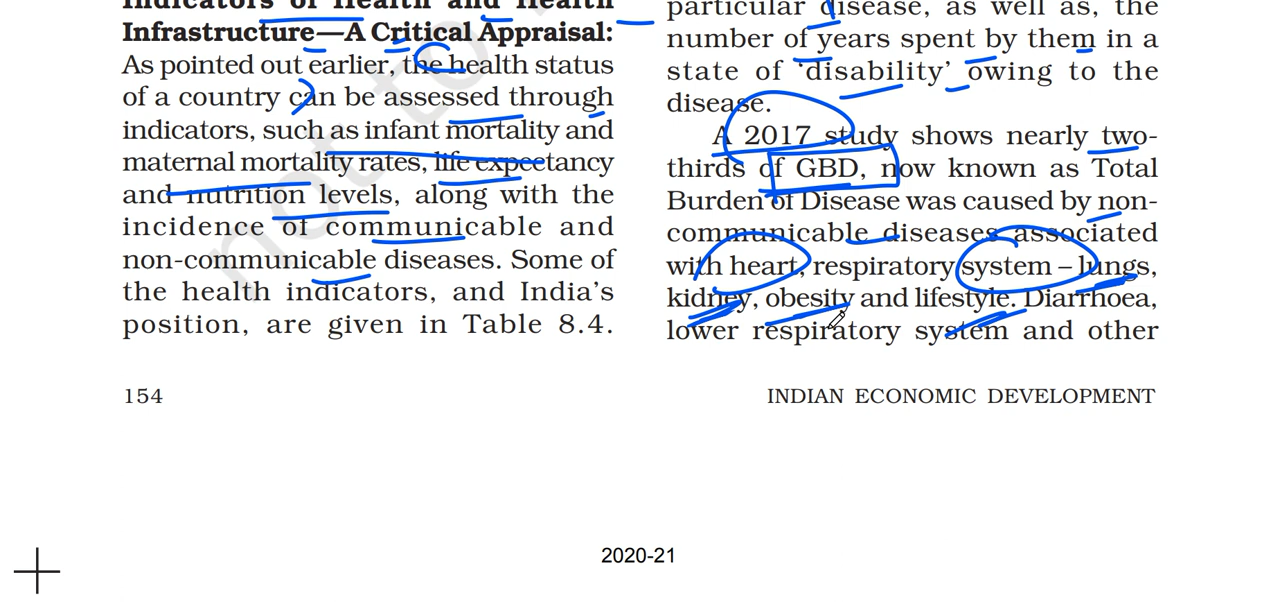 Indicators of Health and Health
Infrastructure—A Critical Appraisal:
As pointed out earlier, the health status
of a country can be assessed through
indicators, such as infant mortality and
maternal mortality rates, life expectancy
and nutrition levels, along with the
incidence of communicable and
non-communicable diseases. Some of
the health indicators, and India's
position, are given in Table 8.4.
particular disease, as well as, the
number of years spent by them in a
state of 'disability' owing to the
disease.
A 2017 study shows nearly two-
thirds of GBD, now known as Total
Burden of Disease was caused by non-
communicable diseases associated
with heart, respiratory system – lungs,
kidney, obesity and lifestyle. Diarrhoea,
lower respiratory system and other
154
INDIAN ECONOMIC DEVELOPMENT
2020-21
not to